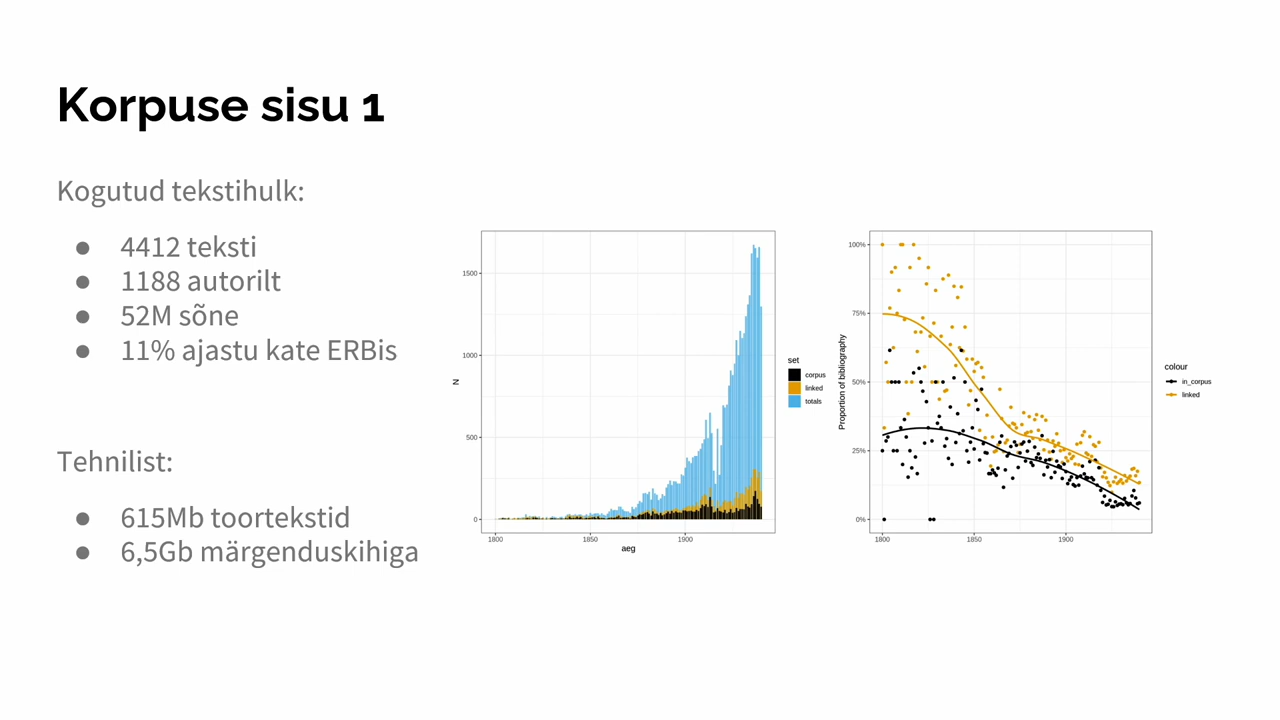 Korpuse sisu 1
Kogutud tekstihulk:
● 4412 teksti
● 1188 autorilt
● 52M sõne
● 11% ajastu kate ERBis
Tehnilist:
● 615Mb toortekstid
● 6,5Gb märgenduskihiga
N
1500
1000
500
0
1800
1850
1900
aeg
set
corpus
linked
totals
Proportion of bibliography
100%
75%
50%
25%
0%
1800
1850
1900
colour
in_corpus
linked